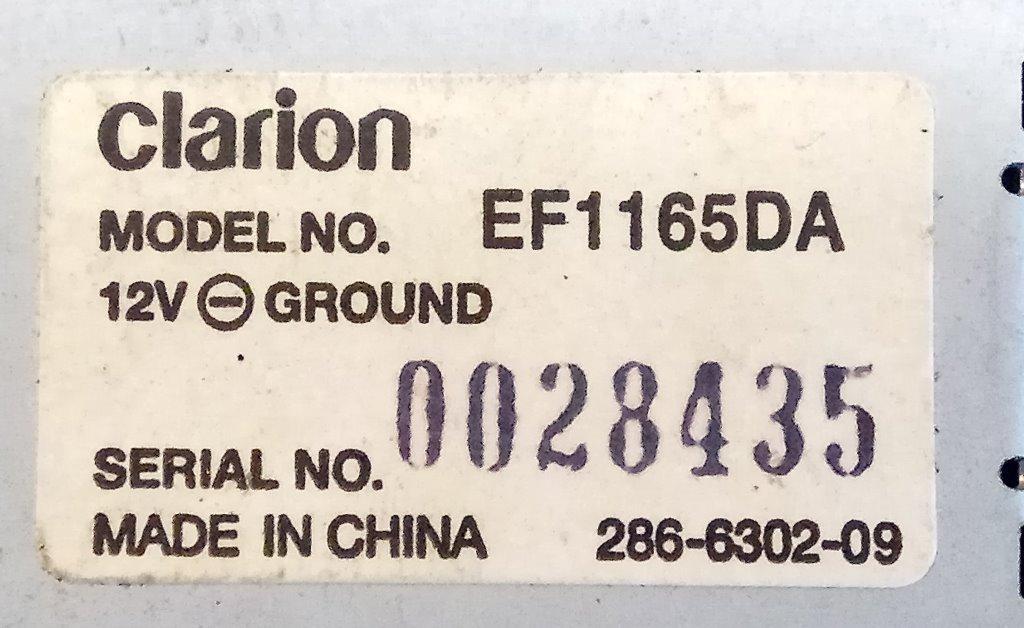 clarion
MODEL NO. EF1165DA
12V ⊖ GROUND
SERIAL NO. 0028435
MADE IN CHINA 286-6302-09